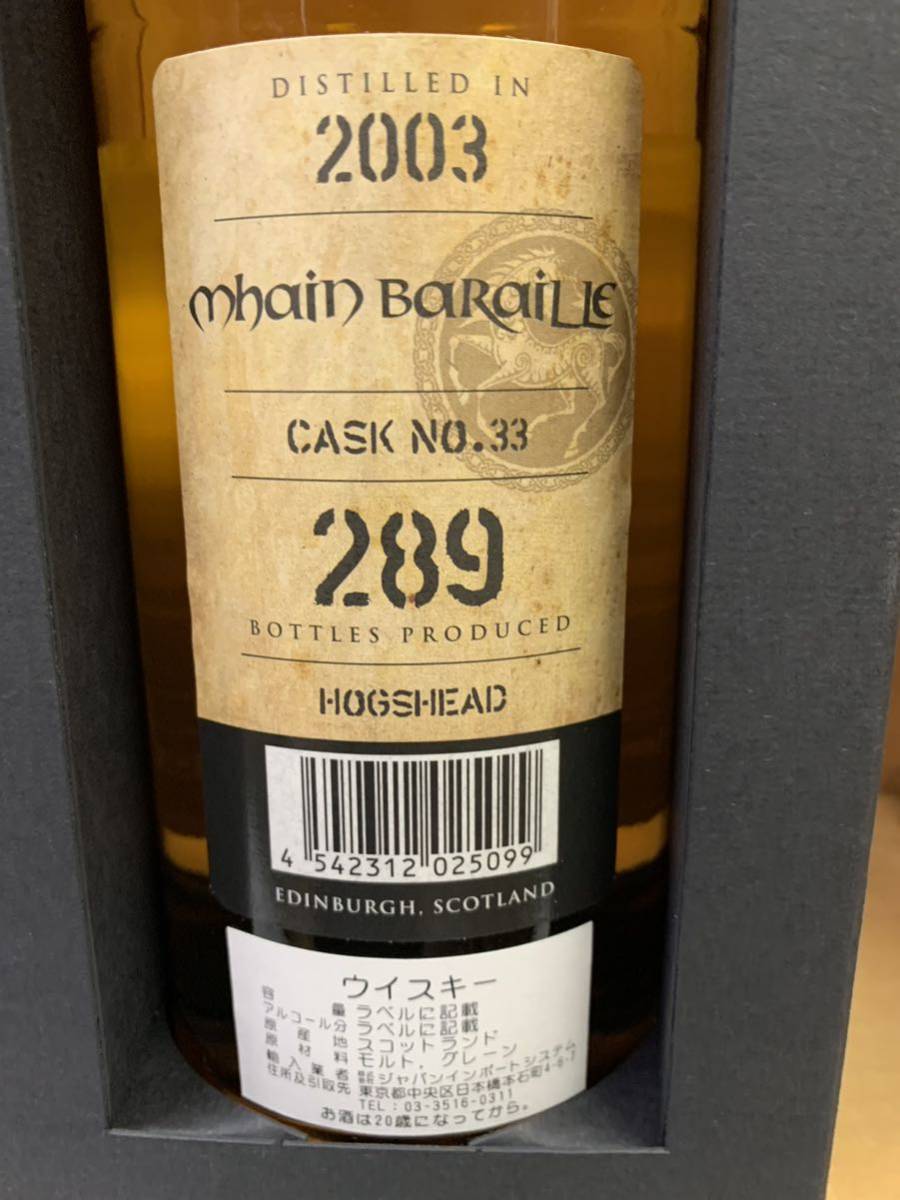 DISTILLED IN
2003
mhain BaRaiLLE
CASK NO.33
289
BOTTLES PRODUCED
HOGSHEAD
4 542312 025099
EDINBURGH, SCOTLAND
ウイスキー
容 量 ラベルに記載
アルコール分 ラベルに記載
原 産 地 スコットランド
原 材 料 モルト、グレーン
輸 入 業 者 株式会社ジャパンインポートシステム
住所及引取先 東京都中央区日本橋本石町4-6-7
TEL：03-3516-0311
お酒は20歳になってから。